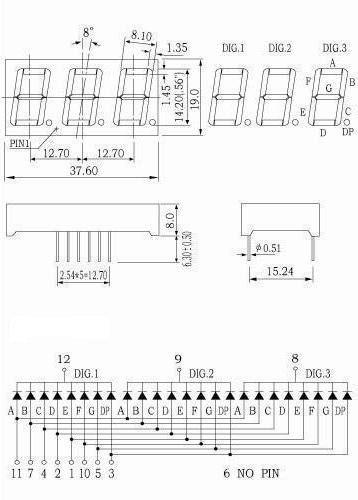 8°
8.10
1.35
DIG.1 DIG.2 DIG.3
A
F B
G
E C
D DP
1.45
14.20(.56")
19.0
PIN1
12.70 12.70
37.60
8.0
6.30±0.50
2.54*5=12.70
φ0.51
15.24
12 9 8
DIG.1 DIG.2 DIG.3
A B C D E F G DP A B C D E F G DP A B C D E F G DP
11 7 4 2 1 10 5 3 6 NO PIN